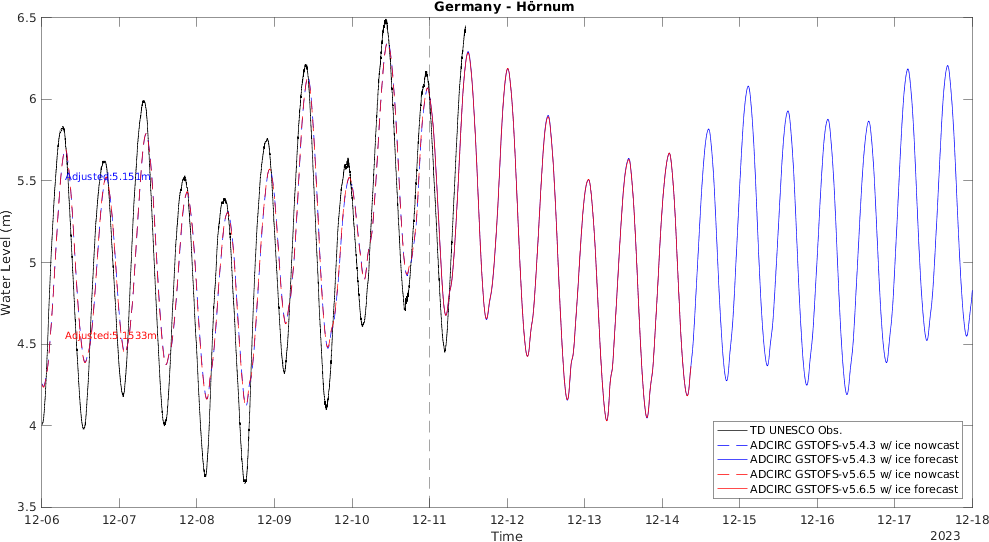 Germany - Hörnum
6.5
6
5.5
5
4.5
4
3.5
Water Level (m)
Adjusted:5.151m
Adjusted:5.1533m
TD UNESCO Obs.
ADCIRC GSTOFS-v5.4.3 w/ ice nowcast
ADCIRC GSTOFS-v5.4.3 w/ ice forecast
ADCIRC GSTOFS-v5.6.5 w/ ice nowcast
ADCIRC GSTOFS-v5.6.5 w/ ice forecast
12-06 12-07 12-08 12-09 12-10 12-11 12-12 12-13 12-14 12-15 12-16 12-17 12-18
Time
2023